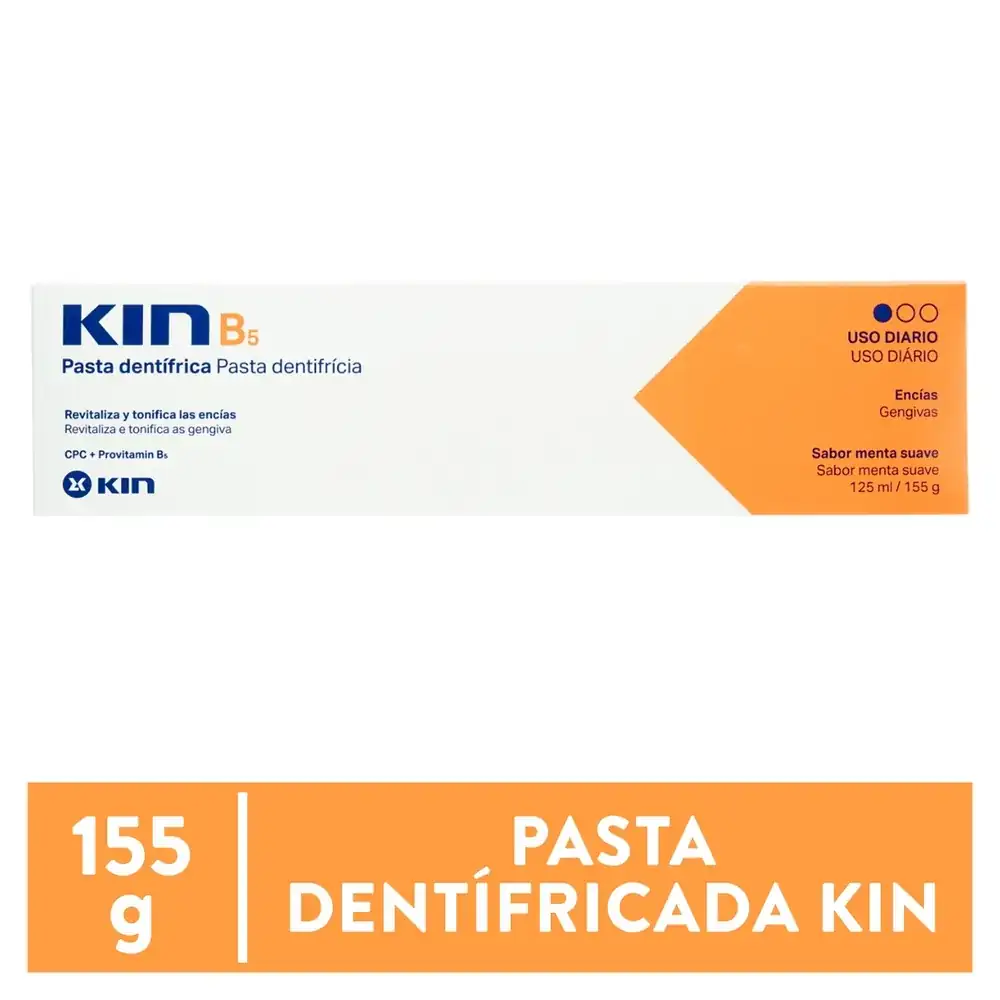 KIN B5
Pasta dentífrica Pasta dentifrícia
Revitaliza y tonifica las encías
Revitaliza e tonifica as gengiva
CPC + Provitamin B5
KIN
USO DIARIO
USO DIÁRIO
Encías
Gengivas
Sabor menta suave
Sabor menta suave
125 ml / 155 g
155
g
PASTA
DENTÍFRICADA KIN